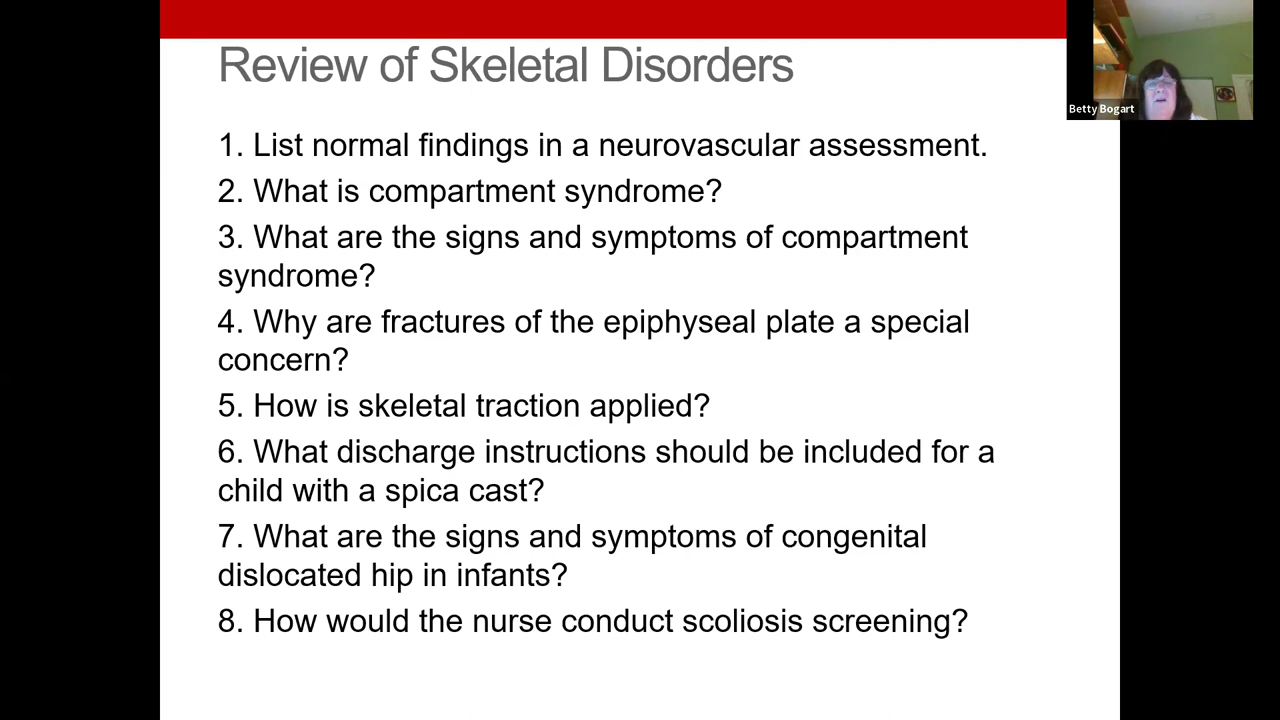 Review of Skeletal Disorders
Betty Bogart
1. List normal findings in a neurovascular assessment.
2. What is compartment syndrome?
3. What are the signs and symptoms of compartment
syndrome?
4. Why are fractures of the epiphyseal plate a special
concern?
5. How is skeletal traction applied?
6. What discharge instructions should be included for a
child with a spica cast?
7. What are the signs and symptoms of congenital
dislocated hip in infants?
8. How would the nurse conduct scoliosis screening?